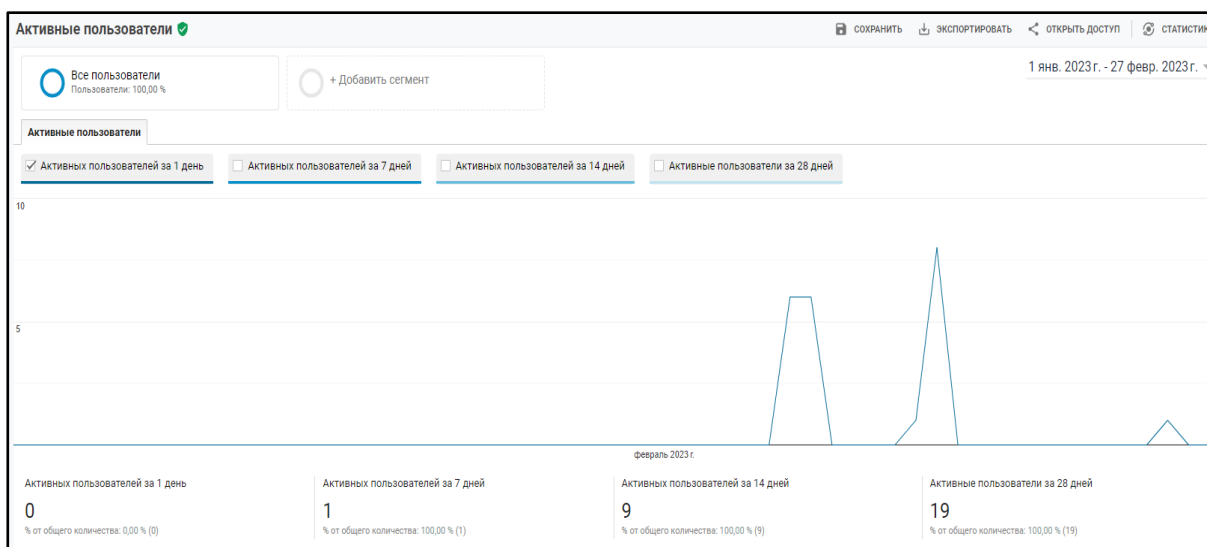 Активные пользователи
СОХРАНИТЬ ЭКСПОРТИРОВАТЬ ОТКРЫТЬ ДОСТУП СТАТИСТИК
Все пользователи
Пользователи: 100,00 %
+ Добавить сегмент
1 янв. 2023 г. - 27 февр. 2023 г.
Активные пользователи
Активных пользователей за 1 день Активных пользователей за 7 дней Активных пользователей за 14 дней Активные пользователи за 28 дней
10
5
февраль 2023 г.
Активных пользователей за 1 день
0
% от общего количества: 0,00 % (0)
Активных пользователей за 7 дней
1
% от общего количества: 100,00 % (1)
Активных пользователей за 14 дней
9
% от общего количества: 100,00 % (9)
Активные пользователи за 28 дней
19
% от общего количества: 100,00 % (19)